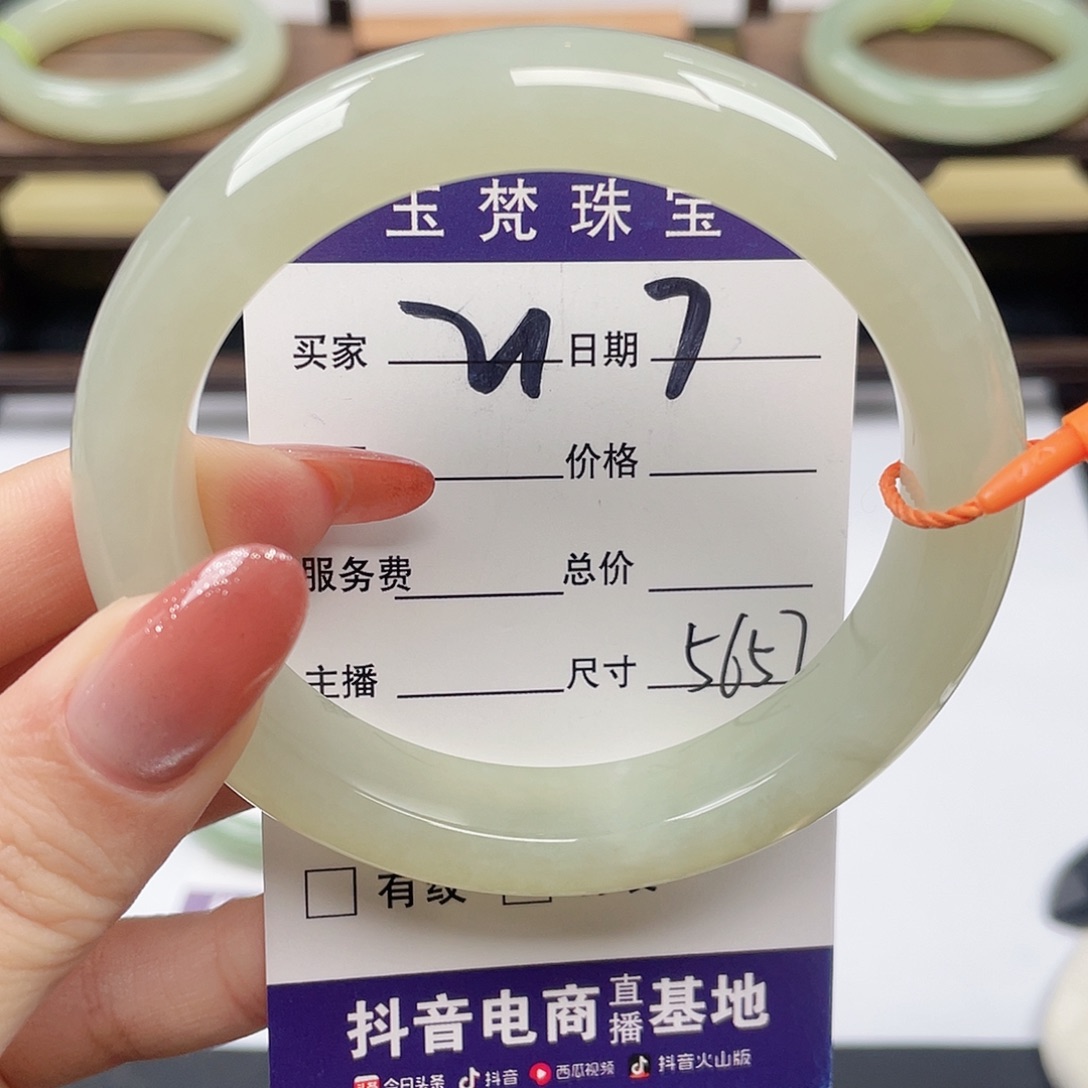 玉梵珠宝
买家 日期 7
价格
服务费 总价
主播 尺寸 5657
有纹
抖音电商直播基地
今日头条 抖音 西瓜视频 抖音火山版